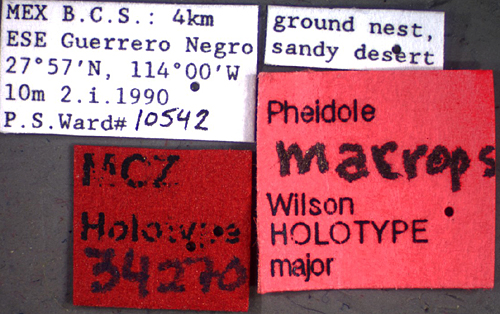 MEX B.C.S.: 4km
ESE Guerrero Negro
27°57'N, 114°00'W
10m 2.i.1990
P.S.Ward# 10542
ground nest,
sandy desert
Pheidole
macrops
Wilson
HOLOTYPE
major
MCZ
Holotype
34270